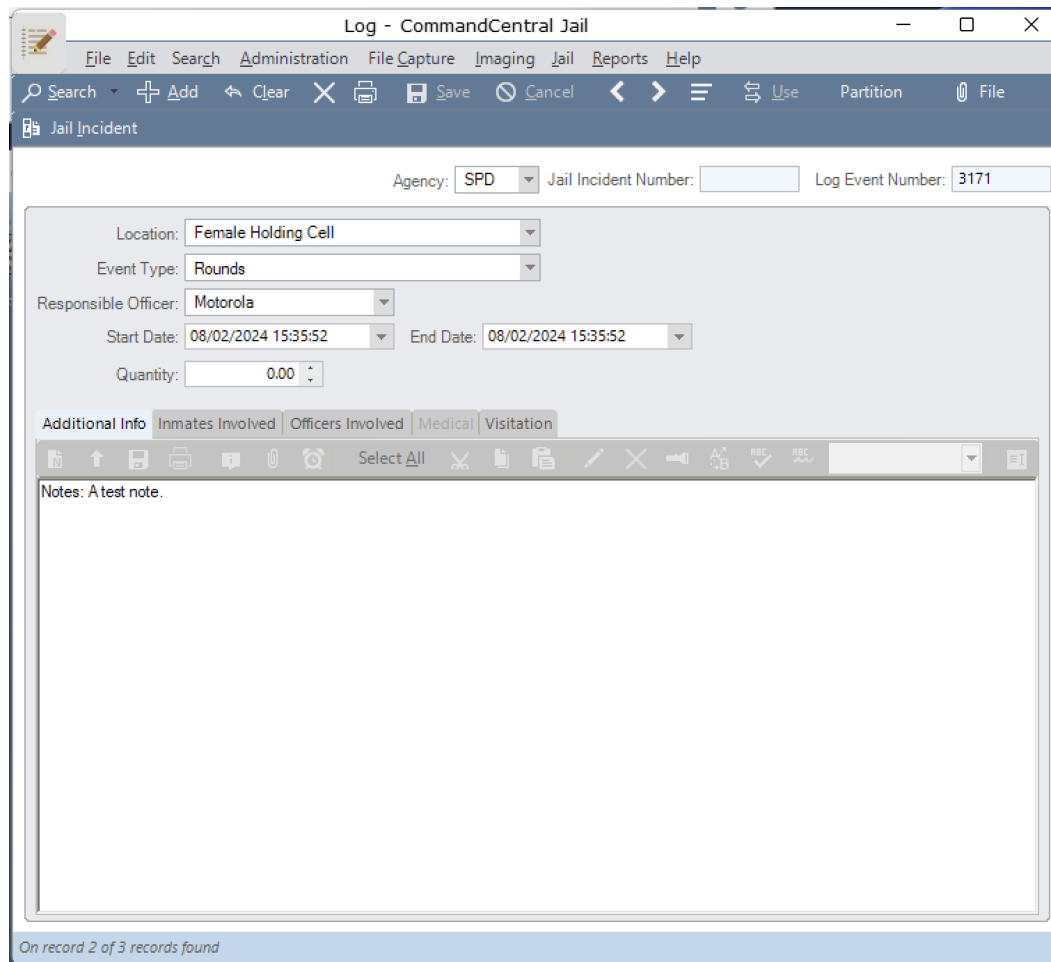 Log - CommandCentral Jail
File Edit Search Administration File Capture Imaging Jail Reports Help
Search Add Clear Save Cancel Use Partition File
Jail Incident
Agency: SPD Jail Incident Number: Log Event Number: 3171
Location: Female Holding Cell
Event Type: Rounds
Responsible Officer: Motorola
Start Date: 08/02/2024 15:35:52 End Date: 08/02/2024 15:35:52
Quantity: 0.00
Additional Info Inmates Involved Officers Involved Medical Visitation
Select All
Notes: A test note.
On record 2 of 3 records found